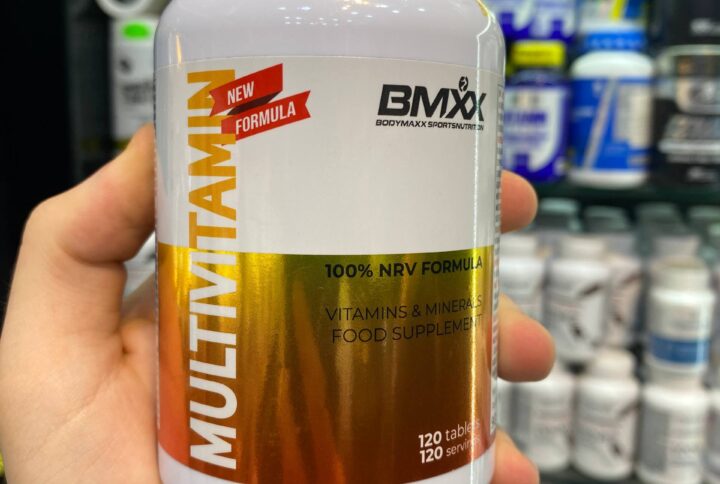 MULTIVITAMIN
NEW
FORMULA
BMXX
BODYMAXX SPORTSNUTRITION
100% NRV FORMULA
VITAMINS & MINERALS
FOOD SUPPLEMENT
120 tablets
120 servings